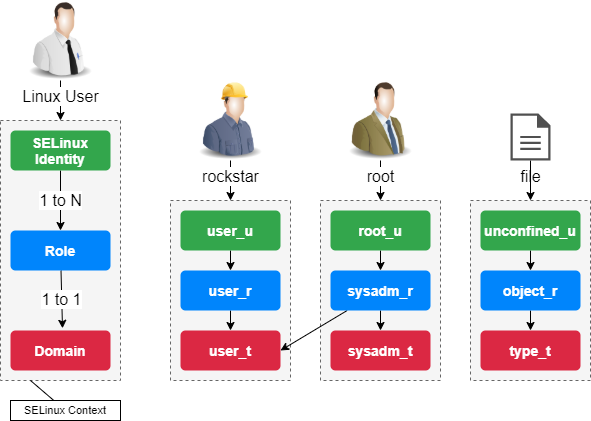 Linux User
SELinux
Identity
1 to N
Role
1 to 1
Domain
SELinux Context
rockstar
user_u
user_r
user_t
root
root_u
sysadm_r
sysadm_t
file
unconfined_u
object_r
type_t